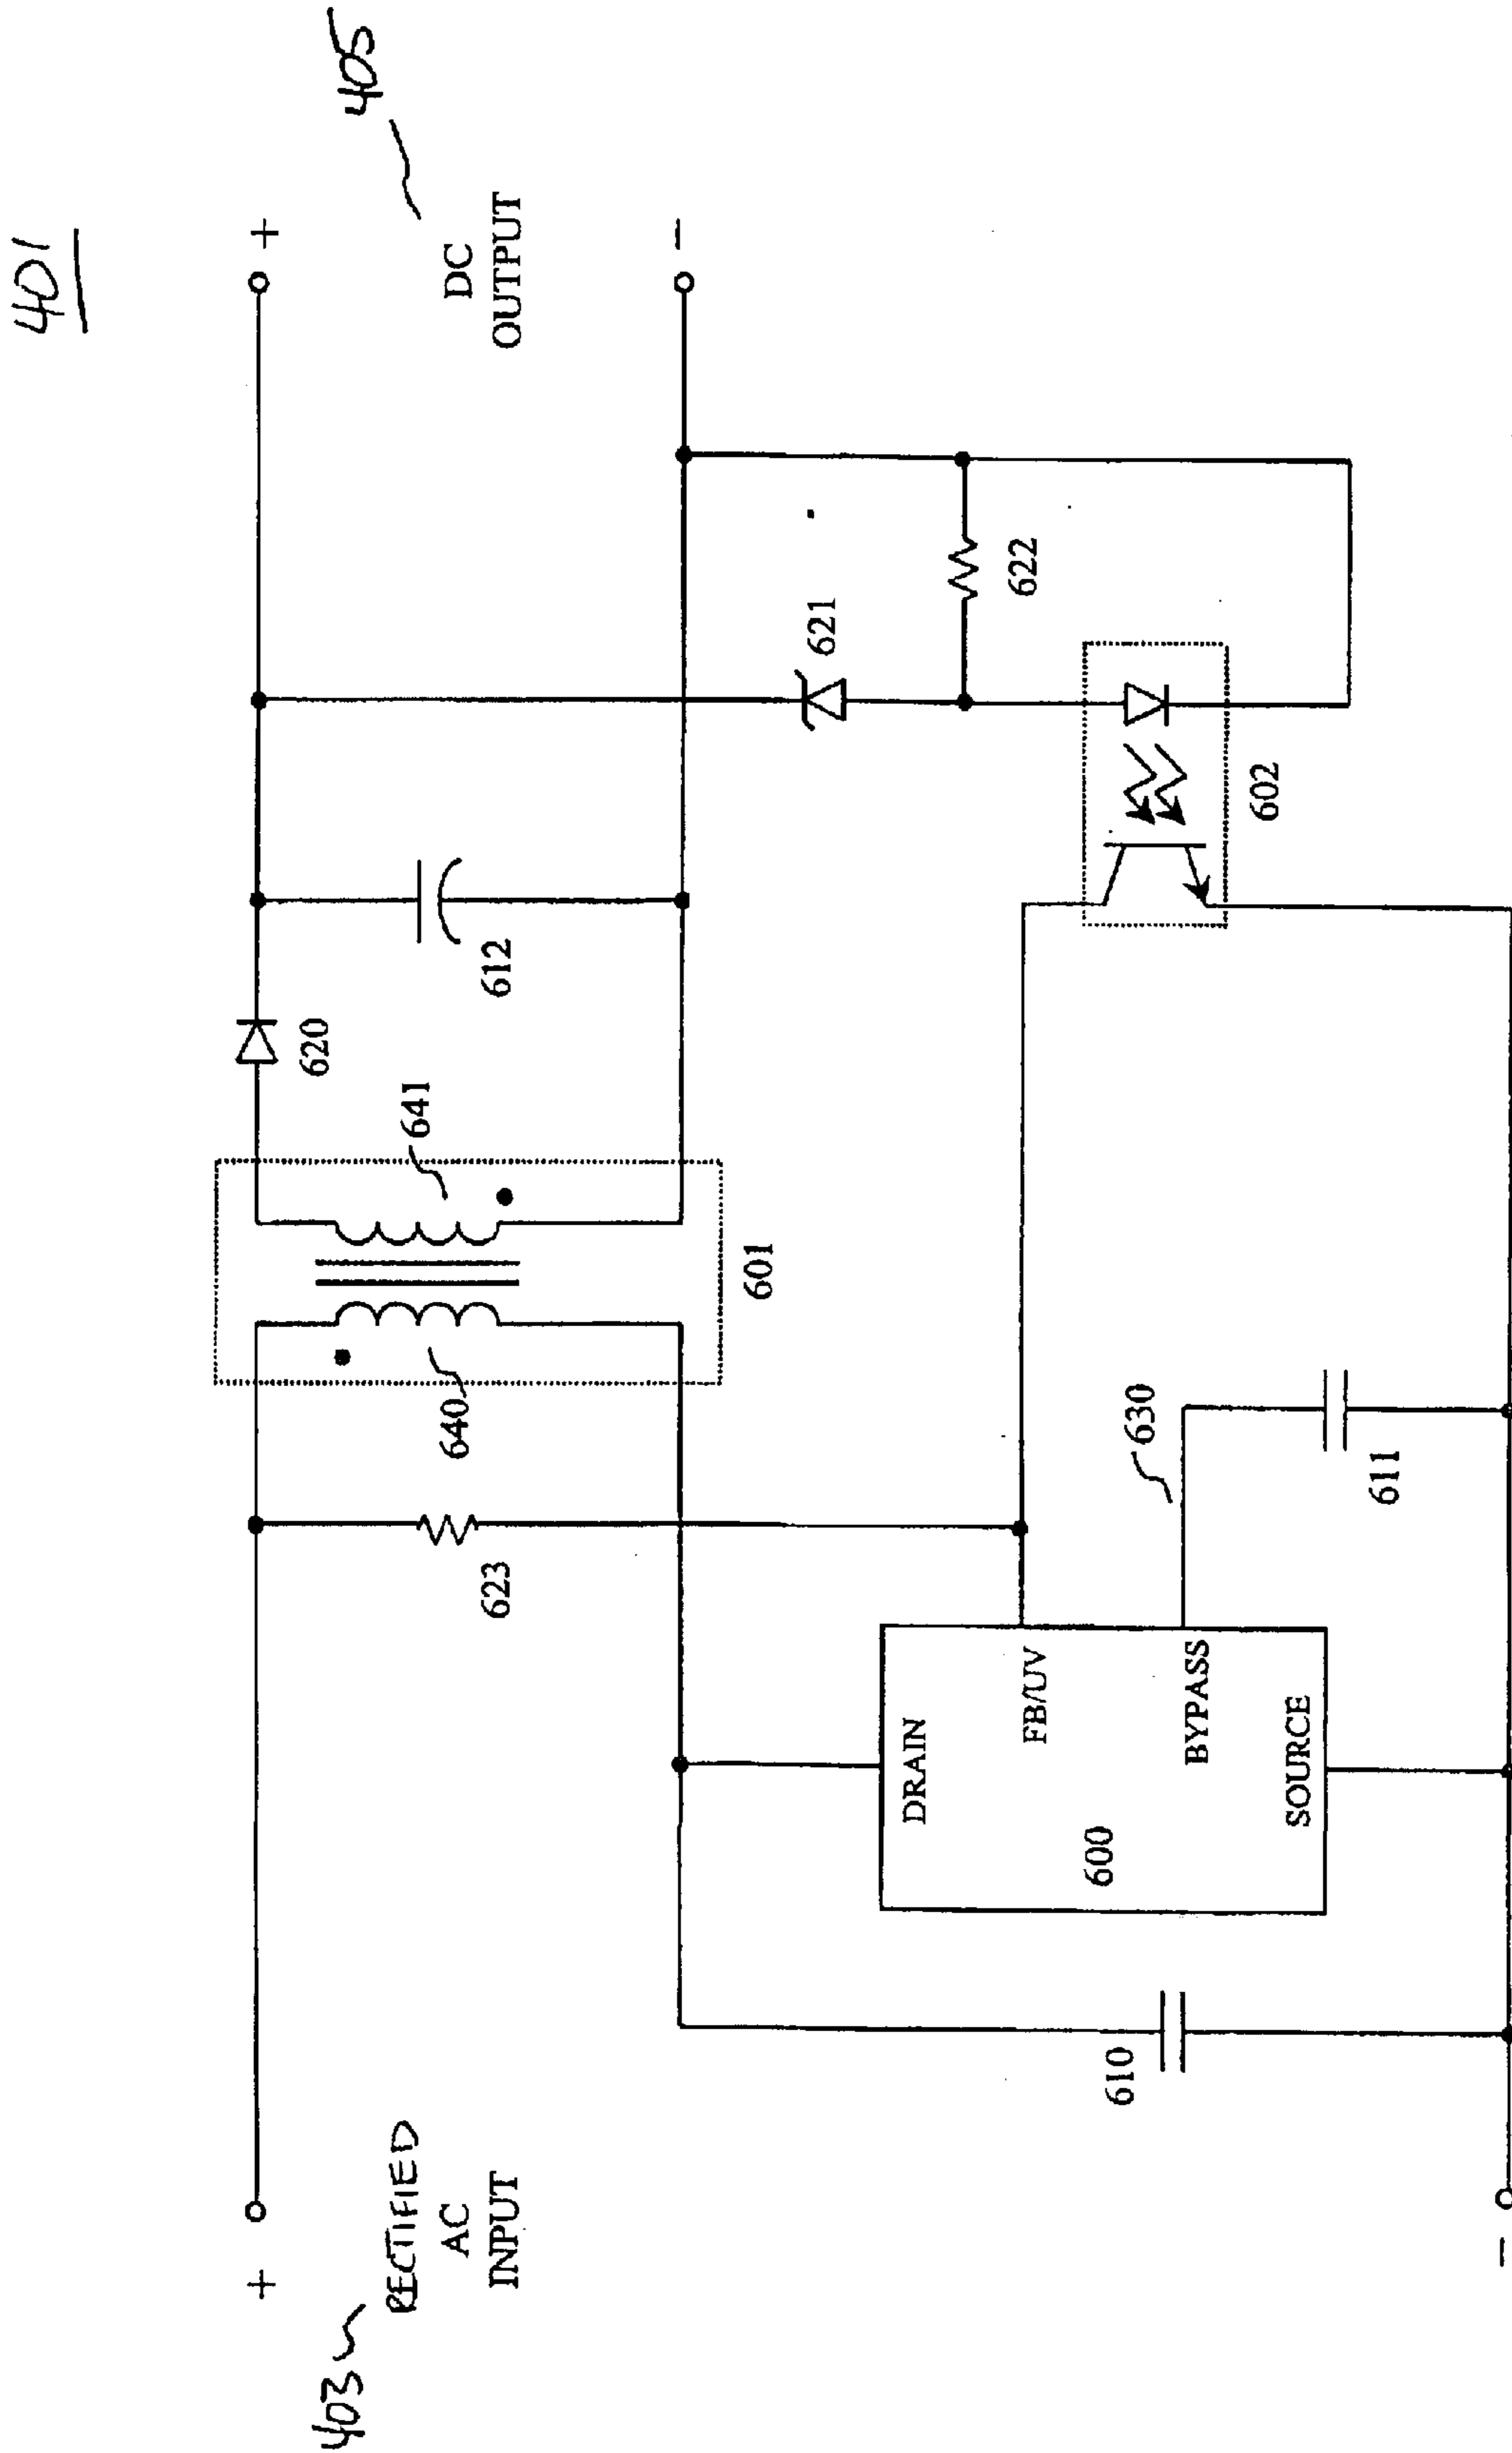 401
+
403
RECTIFIED
AC
INPUT
-
623
640
641
601
620
612
+
405
DC
OUTPUT
-
621
622
602
DRAIN
FB/UV
BYPASS
SOURCE
600
630
611
610